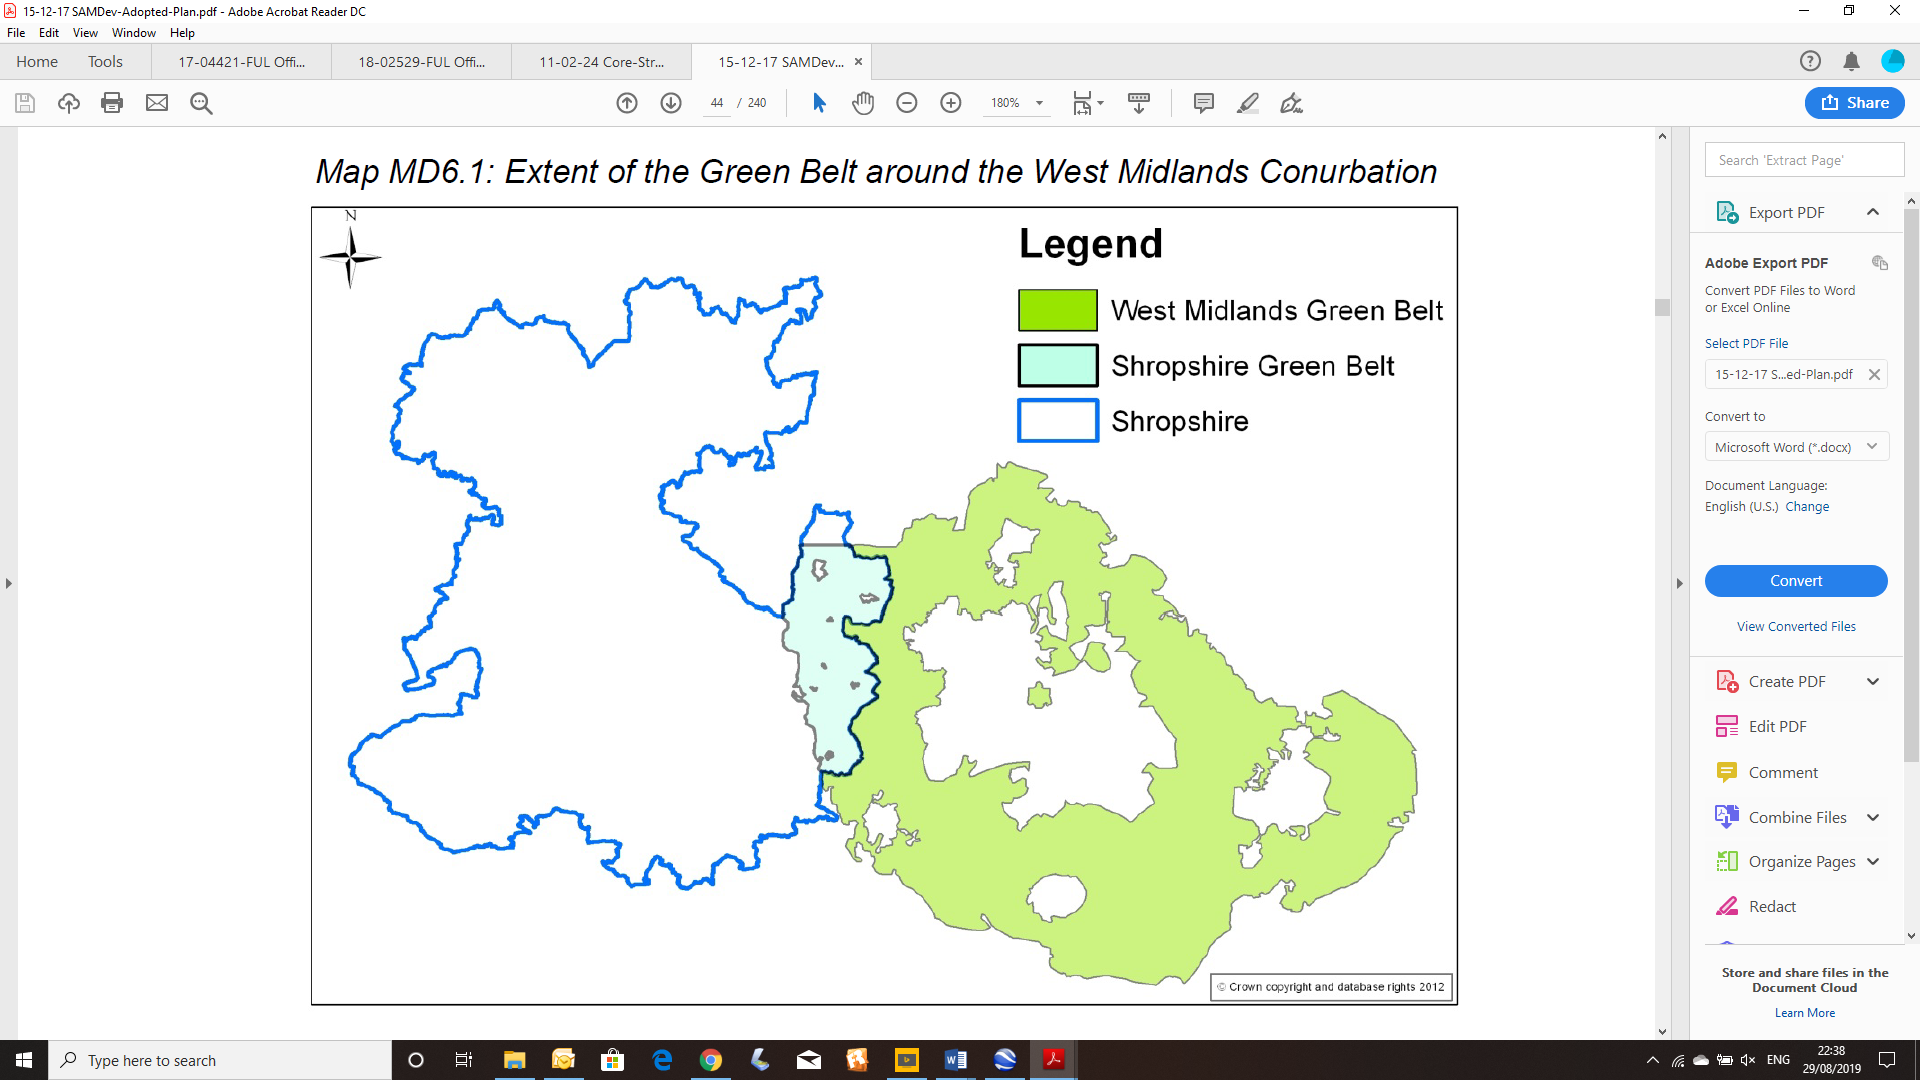 15-12-17 SAMDev-Adopted-Plan.pdf - Adobe Acrobat Reader DC
File Edit View Window Help
Home Tools 17-04421-FUL Offi... 18-02529-FUL Offi... 11-02-24 Core-Str... 15-12-17 SAMDev...
44 / 240 180% Share
Map MD6.1: Extent of the Green Belt around the West Midlands Conurbation
N
Legend
West Midlands Green Belt
Shropshire Green Belt
Shropshire
© Crown copyright and database rights 2012
Search 'Extract Page'
Export PDF
Adobe Export PDF
Convert PDF Files to Word
or Excel Online
Select PDF File
15-12-17 S...ed-Plan.pdf
Convert to
Microsoft Word (*.docx)
Document Language:
English (U.S.) Change
Convert
View Converted Files
Create PDF
Edit PDF
Comment
Combine Files
Organize Pages
Redact
Store and share files in the
Document Cloud
Learn More
Type here to search
ENG
22:38
29/08/2019